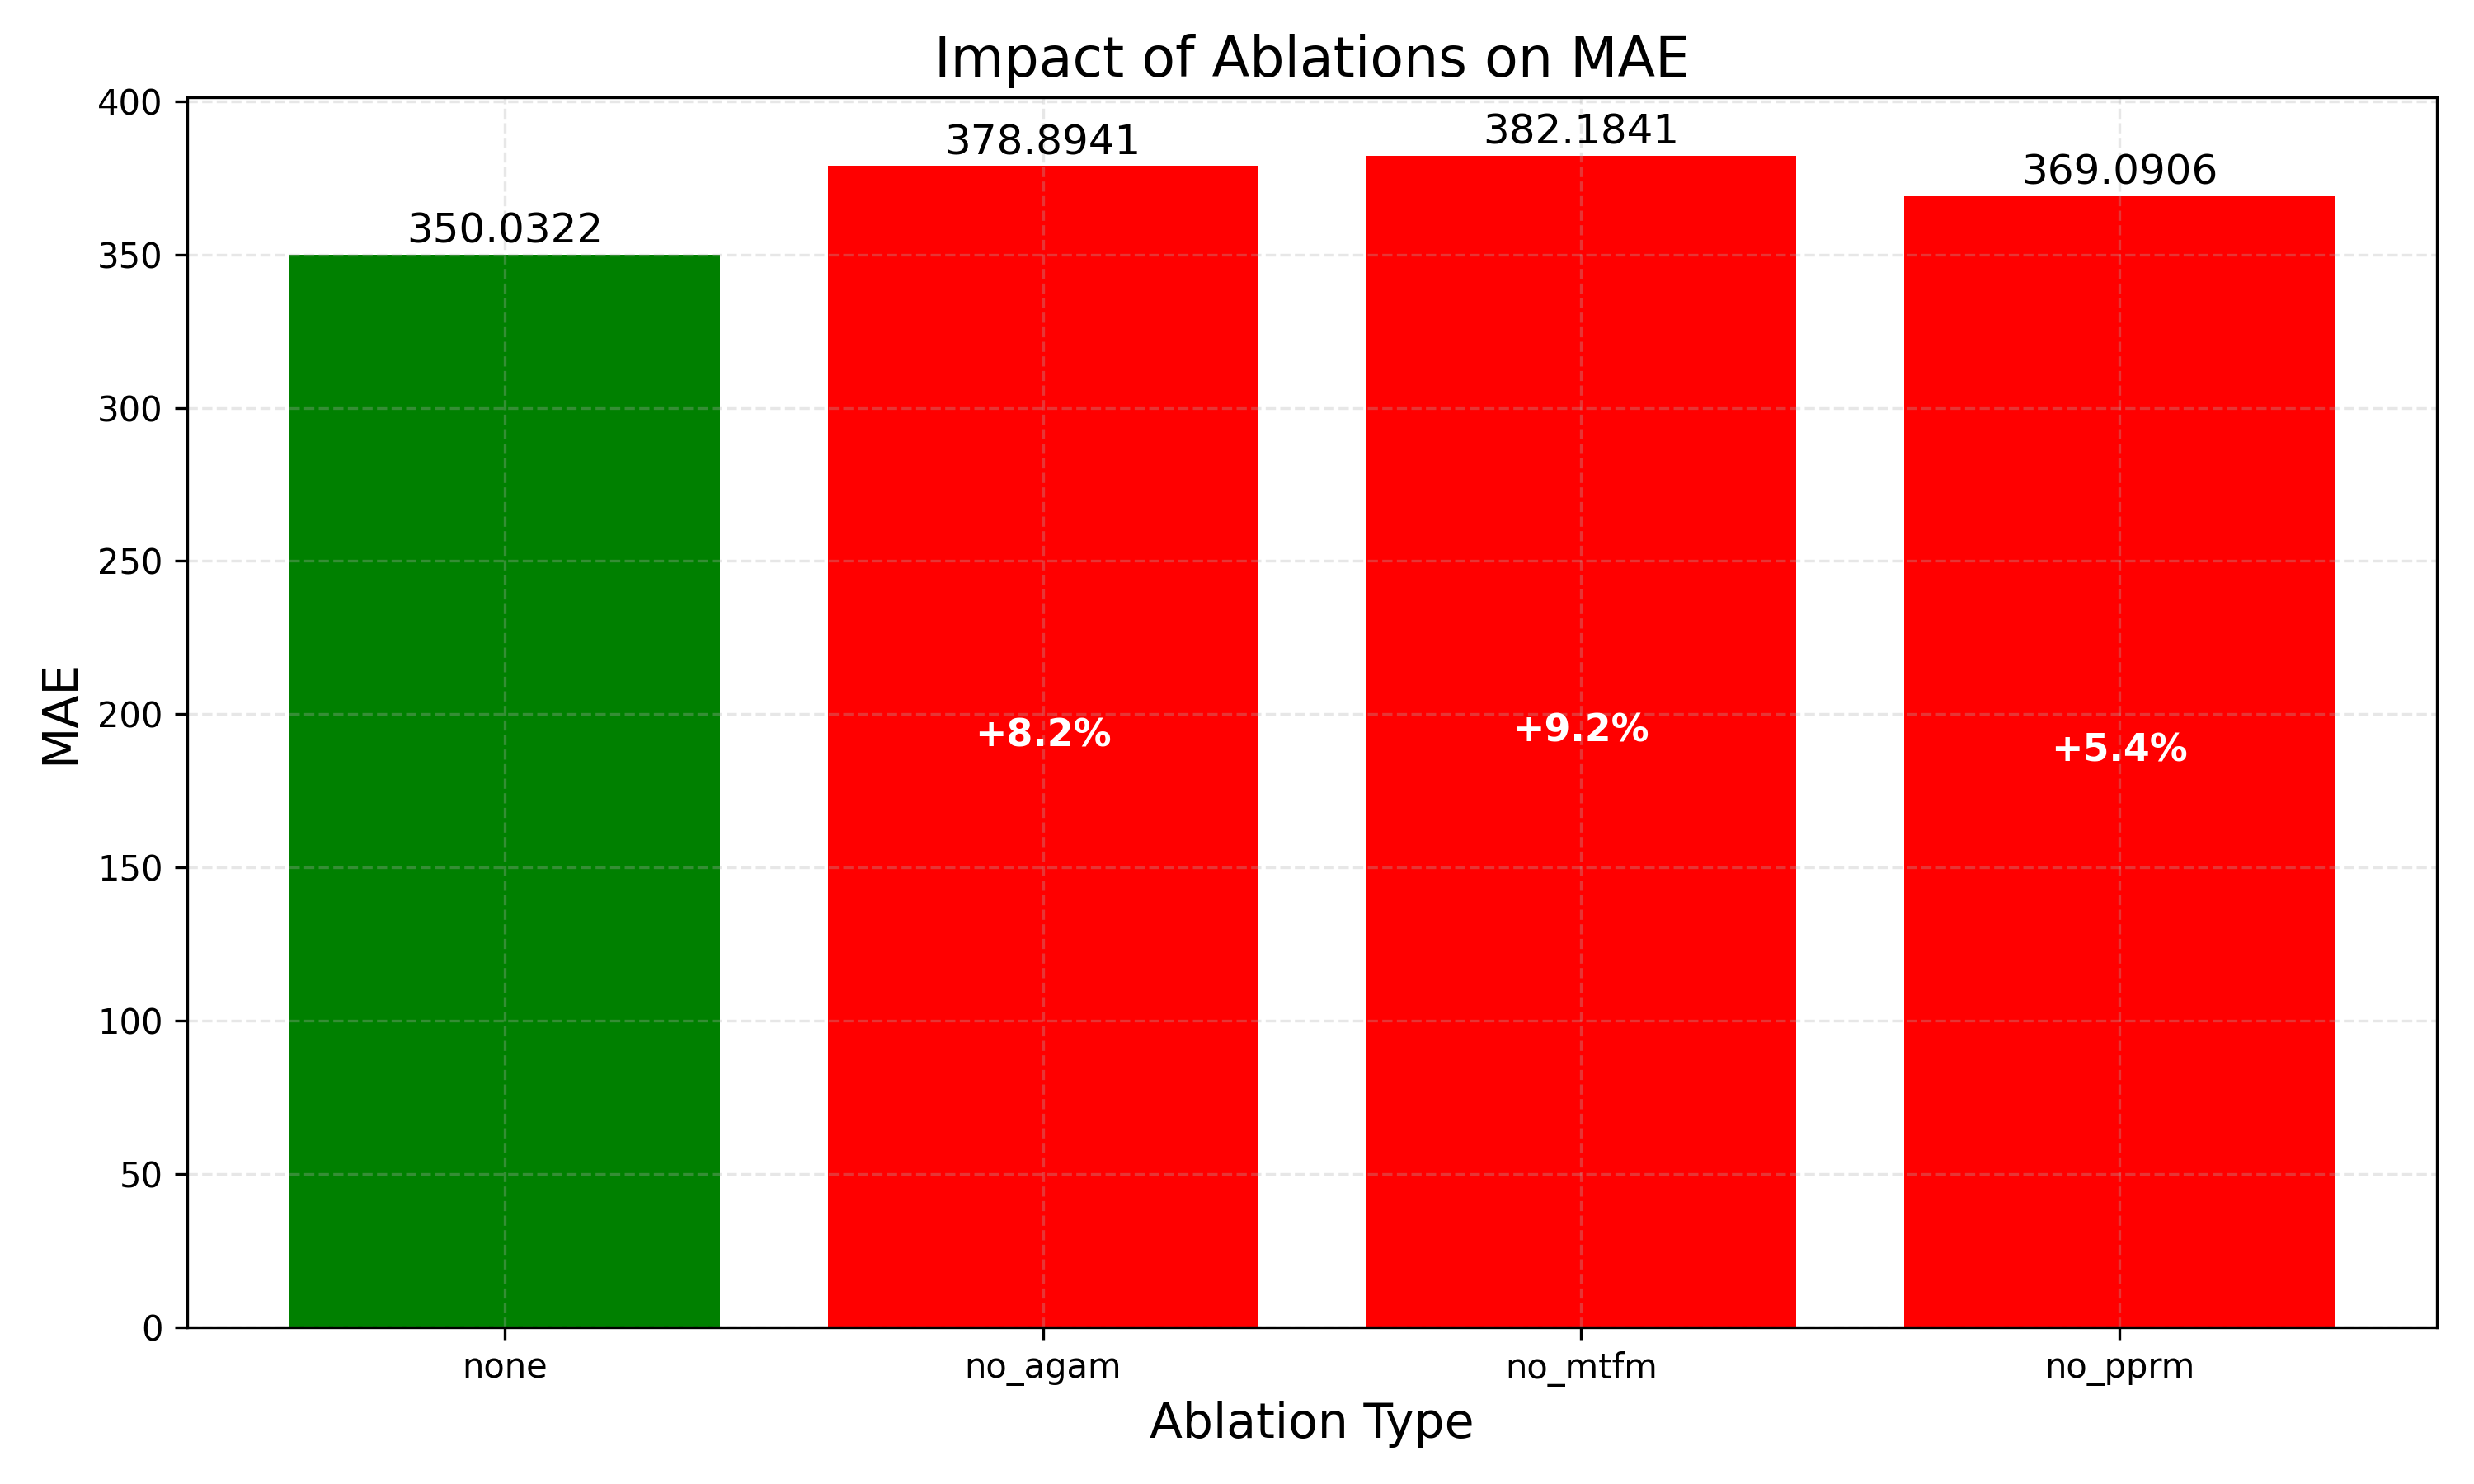 Impact of Ablations on MAE
400
350
300
250
200
150
100
50
0
MAE
350.0322
378.8941
382.1841
369.0906
+8.2%
+9.2%
+5.4%
none
no_agam
no_mtfm
no_pprm
Ablation Type